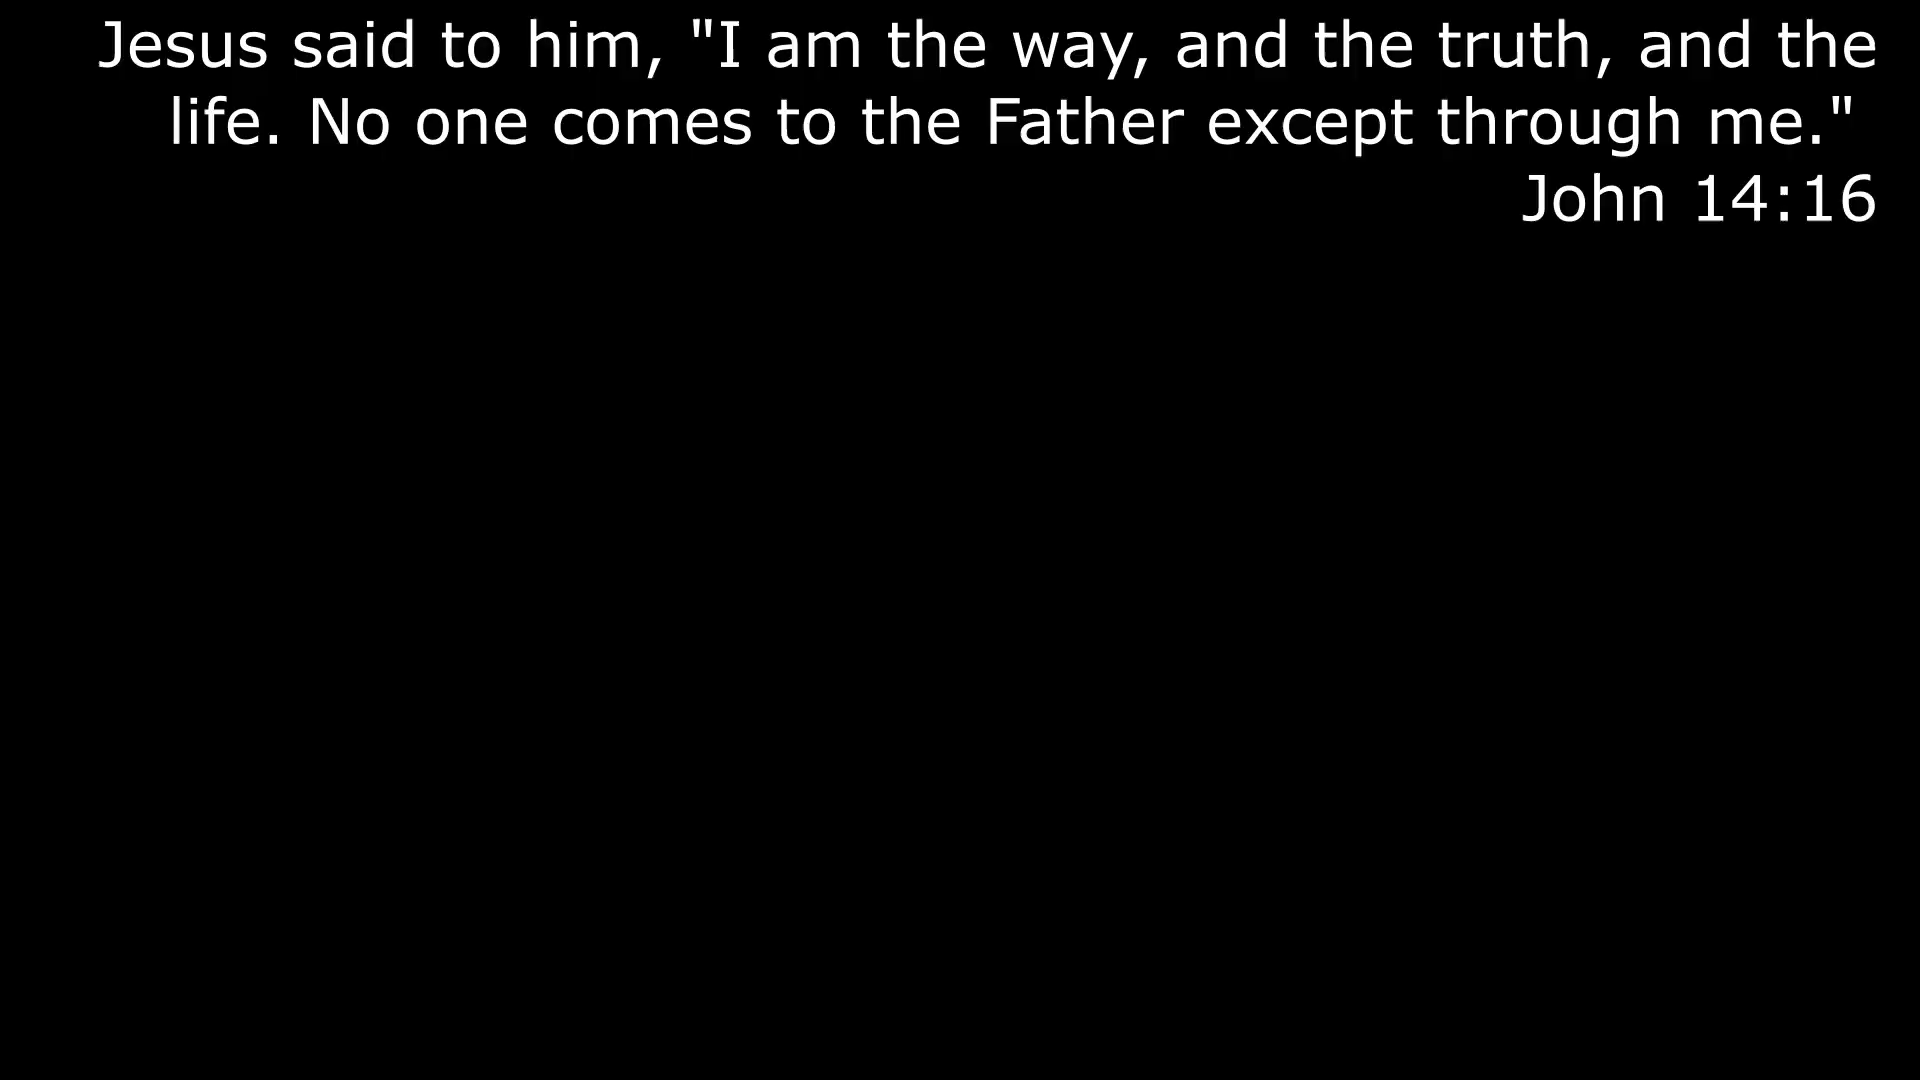 Jesus said to him, "I am the way, and the truth, and the
life. No one comes to the Father except through me."
John 14:16